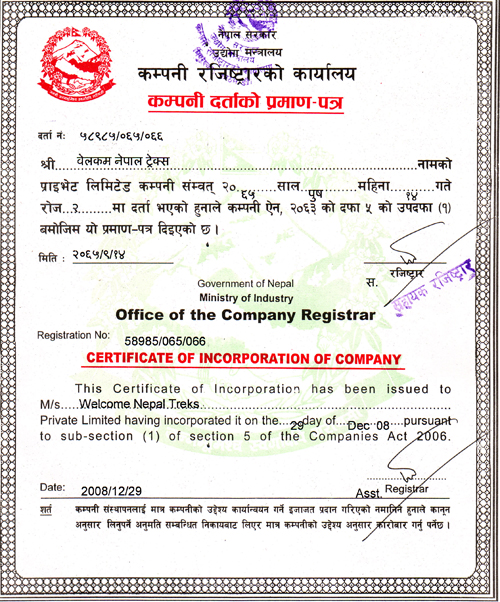 नेपाल सरकार
उद्योग मन्त्रालय
कम्पनी रजिष्ट्रारको कार्यालय
कम्पनी दर्ताको प्रमाण-पत्र
दर्ता नं: ५८९८५/०६५/०६६
श्री वेलकम नेपाल ट्रेक्स नामको
प्राइभेट लिमिटेड कम्पनी संम्वत् २०६५ साल पुष महिना १४ गते
रोज २ मा दर्ता भएको हुनाले कम्पनी ऐन, २०६३ को दफा ५ को उपदफा (१)
बमोजिम यो प्रमाण-पत्र दिइएको छ।
मिति : २०६५/९/१४
स. रजिष्ट्रार
सहायक रजिष्ट्रार
Government of Nepal
Ministry of Industry
Office of the Company Registrar
Registration No: 58985/065/066
CERTIFICATE OF INCORPORATION OF COMPANY
This Certificate of Incorporation has been issued to
M/s Welcome Nepal Treks
Private Limited having incorporated it on the 29 day of Dec 08 pursuant
to sub-section (1) of section 5 of the Companies Act 2006.
Date: 2008/12/29
Asst. Registrar
शर्त कम्पनी संस्थापनलाई मात्र कम्पनीको उद्देश्य कार्यान्वयन गर्ने इजाजत प्रदान गरिएको नमानिने हुनाले कानून
अनुसार लिनुपर्ने अनुमति सम्बन्धित निकायबाट लिएर मात्र कम्पनीको उद्देश्य अनुसार कारोबार गर्नु पर्नेछ।